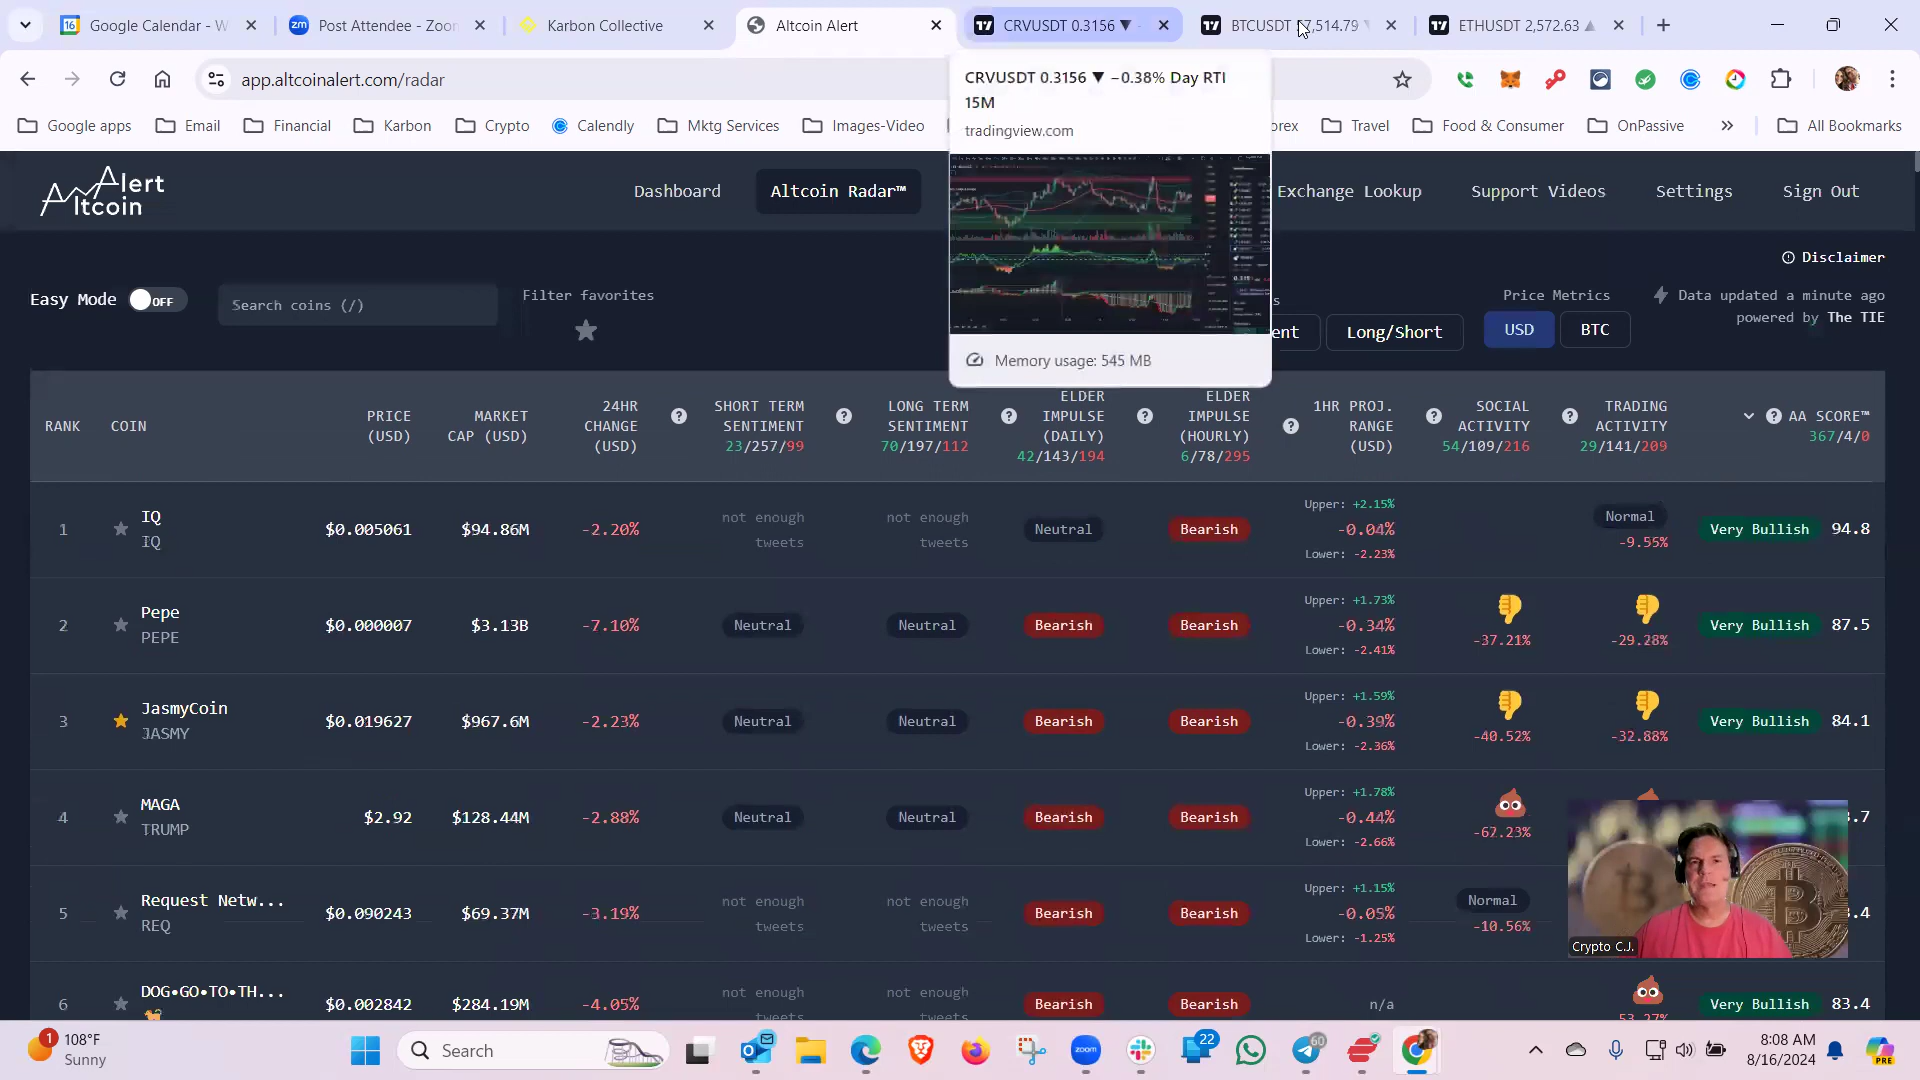 16 Google Calendar - W
zm Post Attendee - Zoom
Karbon Collective
Altcoin Alert
CRVUSDT 0.3156 ▼
BTCUSDT 7,514.79
ETHUSDT 2,572.63 ▲
app.altcoinalert.com/radar
Google apps
Email
Financial
Karbon
Crypto
Calendly
Mktg Services
Images-Video
orex
Travel
Food & Consumer
OnPassive
All Bookmarks
CRVUSDT 0.3156 ▼ −0.38% Day RTI
15M
tradingview.com
Memory usage: 545 MB
Alert
Altcoin
Dashboard
Altcoin Radar™
Exchange Lookup
Support Videos
Settings
Sign Out
Disclaimer
Easy Mode OFF
Search coins (/)
Filter favorites
Long/Short
Price Metrics
USD BTC
Data updated a minute ago
powered by The TIE
RANK
COIN
PRICE
(USD)
MARKET
CAP (USD)
24HR
CHANGE
(USD)
SHORT TERM
SENTIMENT
23/257/99
LONG TERM
SENTIMENT
70/197/112
ELDER
IMPULSE
(DAILY)
42/143/194
ELDER
IMPULSE
(HOURLY)
6/78/295
1HR PROJ.
RANGE
(USD)
SOCIAL
ACTIVITY
54/109/216
TRADING
ACTIVITY
29/141/209
AA SCORE™
367/4/0
1
IQ
IQ
$0.005061
$94.86M
-2.20%
not enough
tweets
not enough
tweets
Neutral
Bearish
Upper: +2.15%
-0.04%
Lower: -2.23%
Normal
-9.55%
Very Bullish 94.8
2
Pepe
PEPE
$0.000007
$3.13B
-7.10%
Neutral
Neutral
Bearish
Bearish
Upper: +1.73%
-0.34%
Lower: -2.41%
-37.21%
-29.28%
Very Bullish 87.5
3
JasmyCoin
JASMY
$0.019627
$967.6M
-2.23%
Neutral
Neutral
Bearish
Bearish
Upper: +1.59%
-0.39%
Lower: -2.36%
-40.52%
-32.88%
Very Bullish 84.1
4
MAGA
TRUMP
$2.92
$128.44M
-2.88%
Neutral
Neutral
Bearish
Bearish
Upper: +1.78%
-0.44%
Lower: -2.66%
-62.23%
.7
5
Request Netw...
REQ
$0.090243
$69.37M
-3.19%
not enough
tweets
not enough
tweets
Bearish
Bearish
Upper: +1.15%
-0.05%
Lower: -1.25%
Normal
-10.56%
.4
Crypto C.J.
6
DOG•GO•TO•TH...
$0.002842
$284.19M
-4.05%
not enough
tweets
not enough
tweets
Bearish
Bearish
n/a
Very Bullish 83.4
1
108°F
Sunny
Search
zoom
22
60
PRE
8:08 AM
8/16/2024